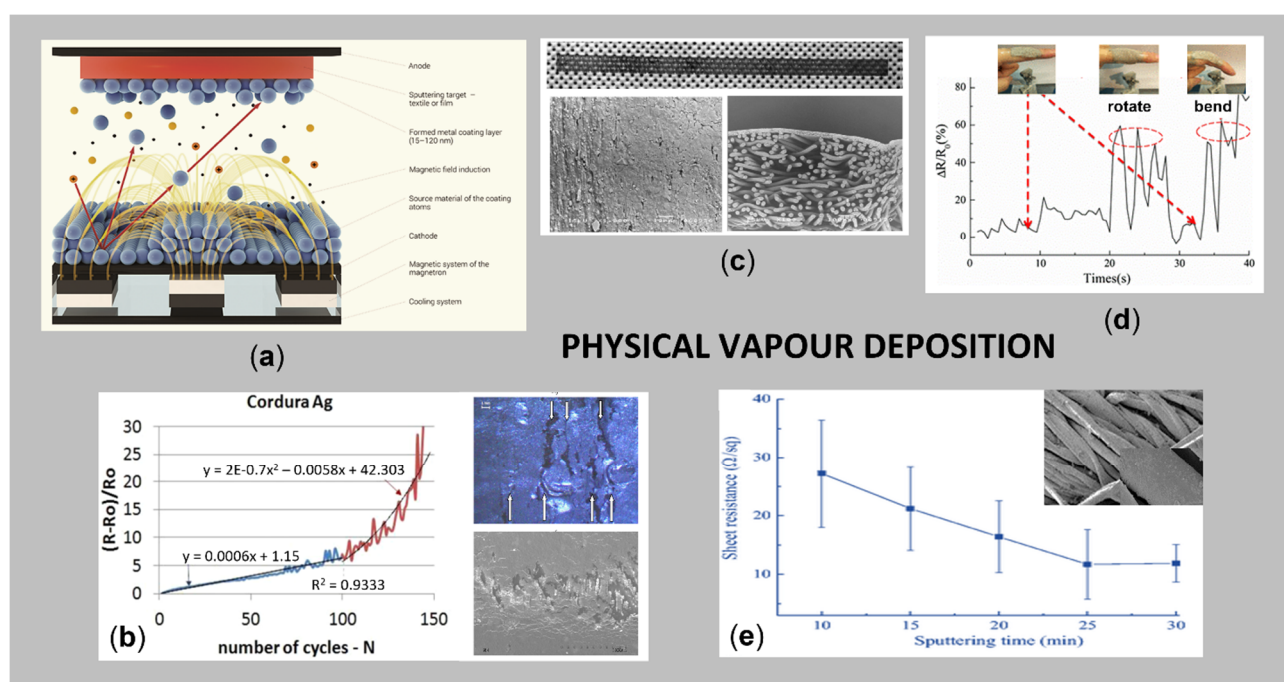 Anode
Sputtering target –
textile or film
Formed metal coating layer
(15–120 nm)
Magnetic field induction
Source material of the coating
atoms
Cathode
Magnetic system of the
magnetron
Cooling system
(a)
(c)
80
60
40
20
0
ΔR/R₀(%)
rotate
bend
0
10
20
30
40
Times(s)
(d)
PHYSICAL VAPOUR DEPOSITION
Cordura Ag
30
25
20
15
10
5
0
(R-Ro)/Ro
y = 2E-0.7x² – 0.0058x + 42.303
y = 0.0006x + 1.15
R² = 0.9333
0
50
100
150
number of cycles - N
(b)
40
30
20
10
Sheet resistance (Ω/sq)
10
15
20
25
30
Sputtering time (min)
(e)